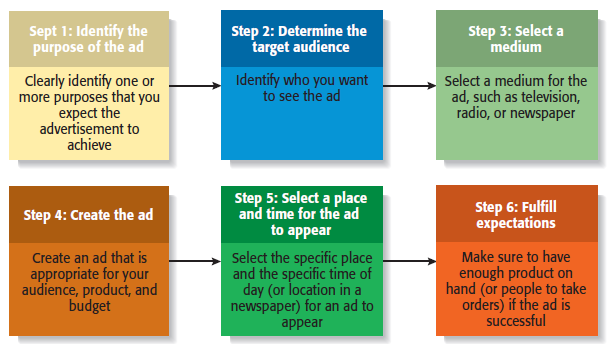 Sept 1: Identify the
purpose of the ad
Clearly identify one or
more purposes that you
expect the
advertisement to
achieve
Step 2: Determine the
target audience
Identify who you want
to see the ad
Step 3: Select a
medium
Select a medium for the
ad, such as television,
radio, or newspaper
Step 4: Create the ad
Create an ad that is
appropriate for your
audience, product, and
budget
Step 5: Select a place
and time for the ad
to appear
Select the specific place
and the specific time of
day (or location in a
newspaper) for an ad to
appear
Step 6: Fulfill
expectations
Make sure to have
enough product on
hand (or people to take
orders) if the ad is
successful